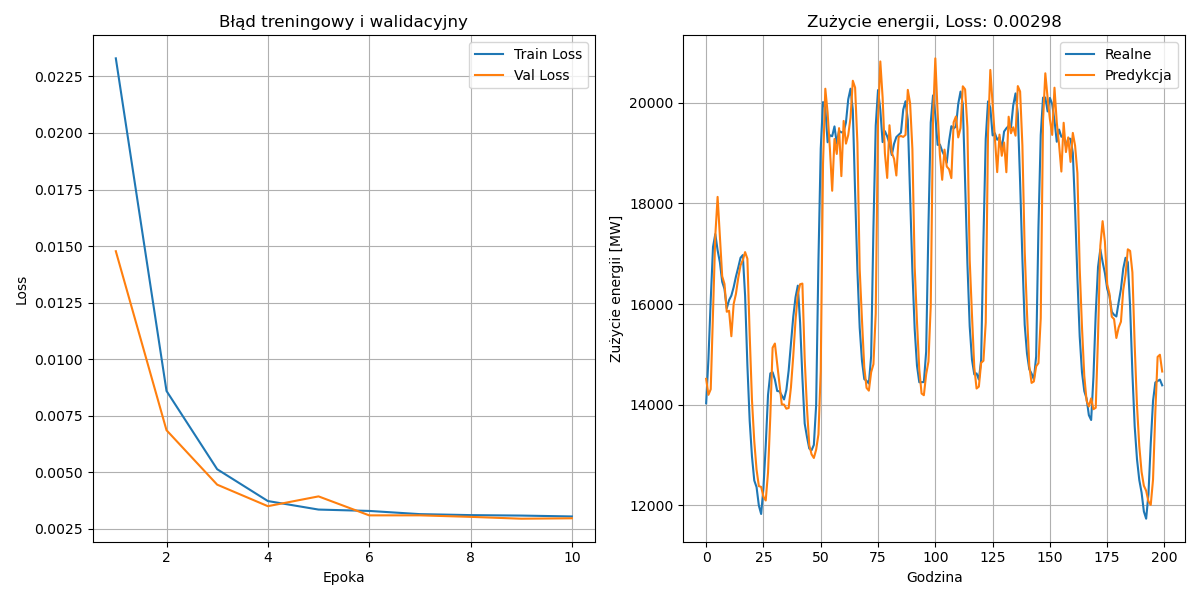 Błąd treningowy i walidacyjny
Train Loss
Val Loss
0.0225
0.0200
0.0175
0.0150
0.0125
0.0100
0.0075
0.0050
0.0025
Loss
2
4
6
8
10
Epoka
Zużycie energii, Loss: 0.00298
Realne
Predykcja
20000
18000
16000
14000
12000
Zużycie energii [MW]
0
25
50
75
100
125
150
175
200
Godzina